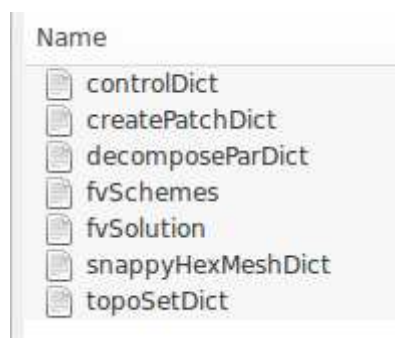 Name
controlDict
createPatchDict
decomposeParDict
fvSchemes
fvSolution
snappyHexMeshDict
topoSetDict